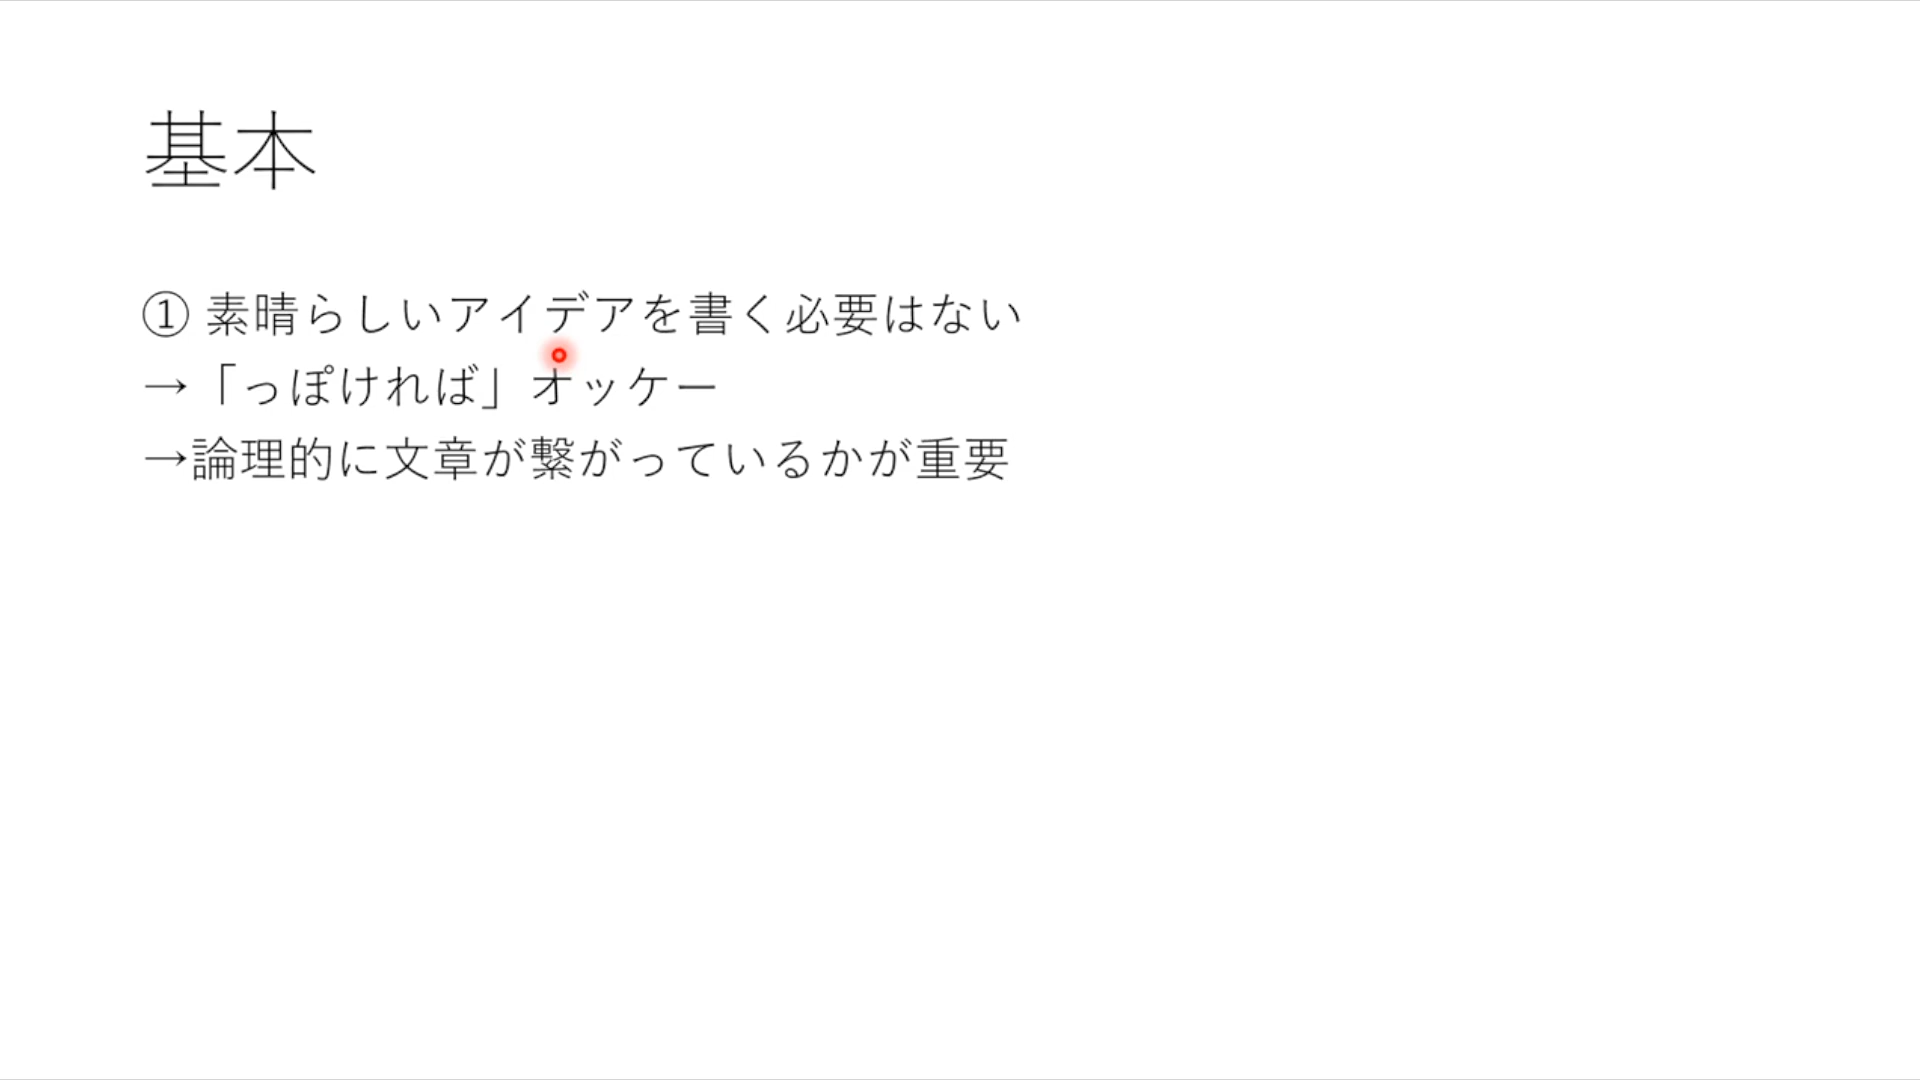 基本
① 素晴らしいアイデアを書く必要はない
→「っぽければ」オッケー
→論理的に文章が繋がっているかが重要